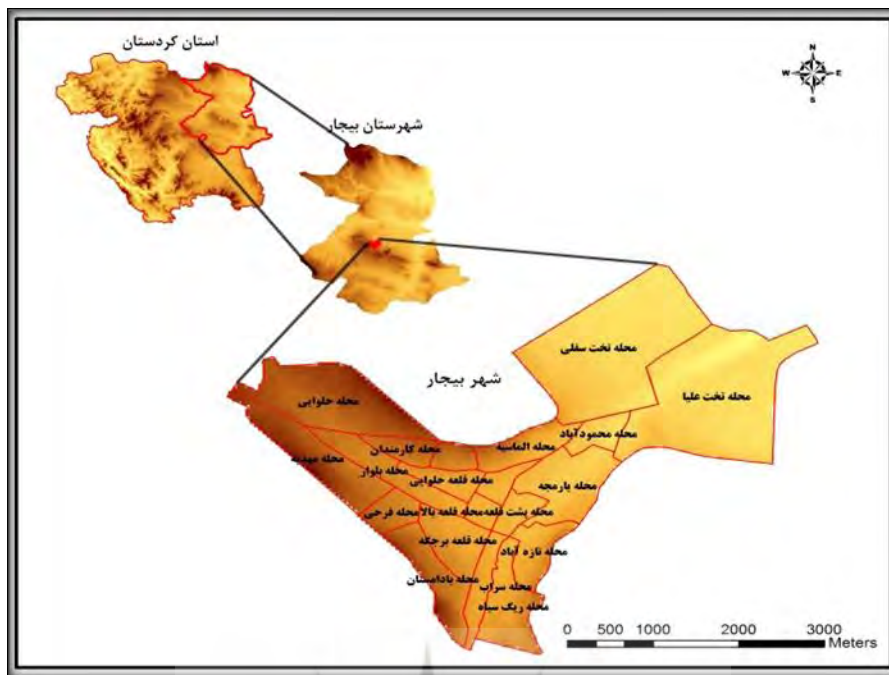 استان کردستان
شهرستان بیجار
N
W E
S
شهر بیجار
محله تخت سفلی
محله تخت علیا
محله حلوایی
محله محمودآباد
محله الماسیه
محله کارمندان
محله مهدیه
محله بلوار
محله قلعه حلوایی
محله یارمجه
محله فرحی
محله قلعه بالا
محله پشت قلعه
محله قلعه برجکه
محله تازه آباد
محله بادامستان
محله سراب
محله ریگ سیاه
0 500 1000 2000 3000
Meters